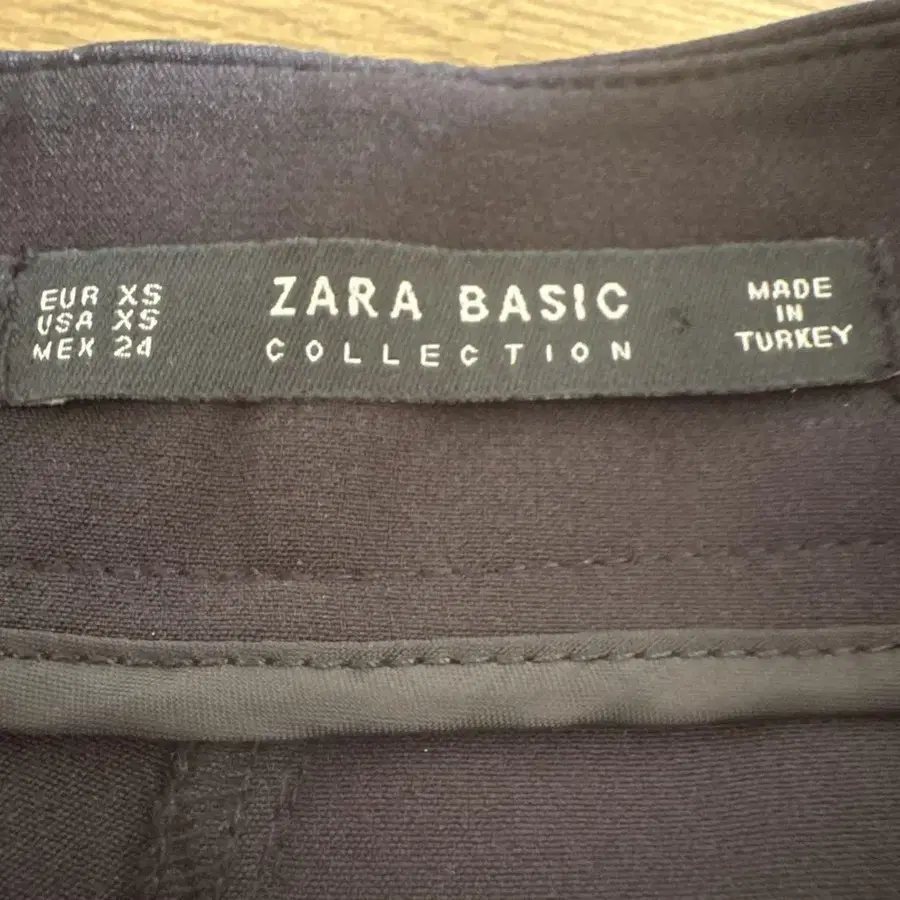 EUR XS
USA XS
MEX 24
ZARA BASIC
COLLECTION
MADE
IN
TURKEY